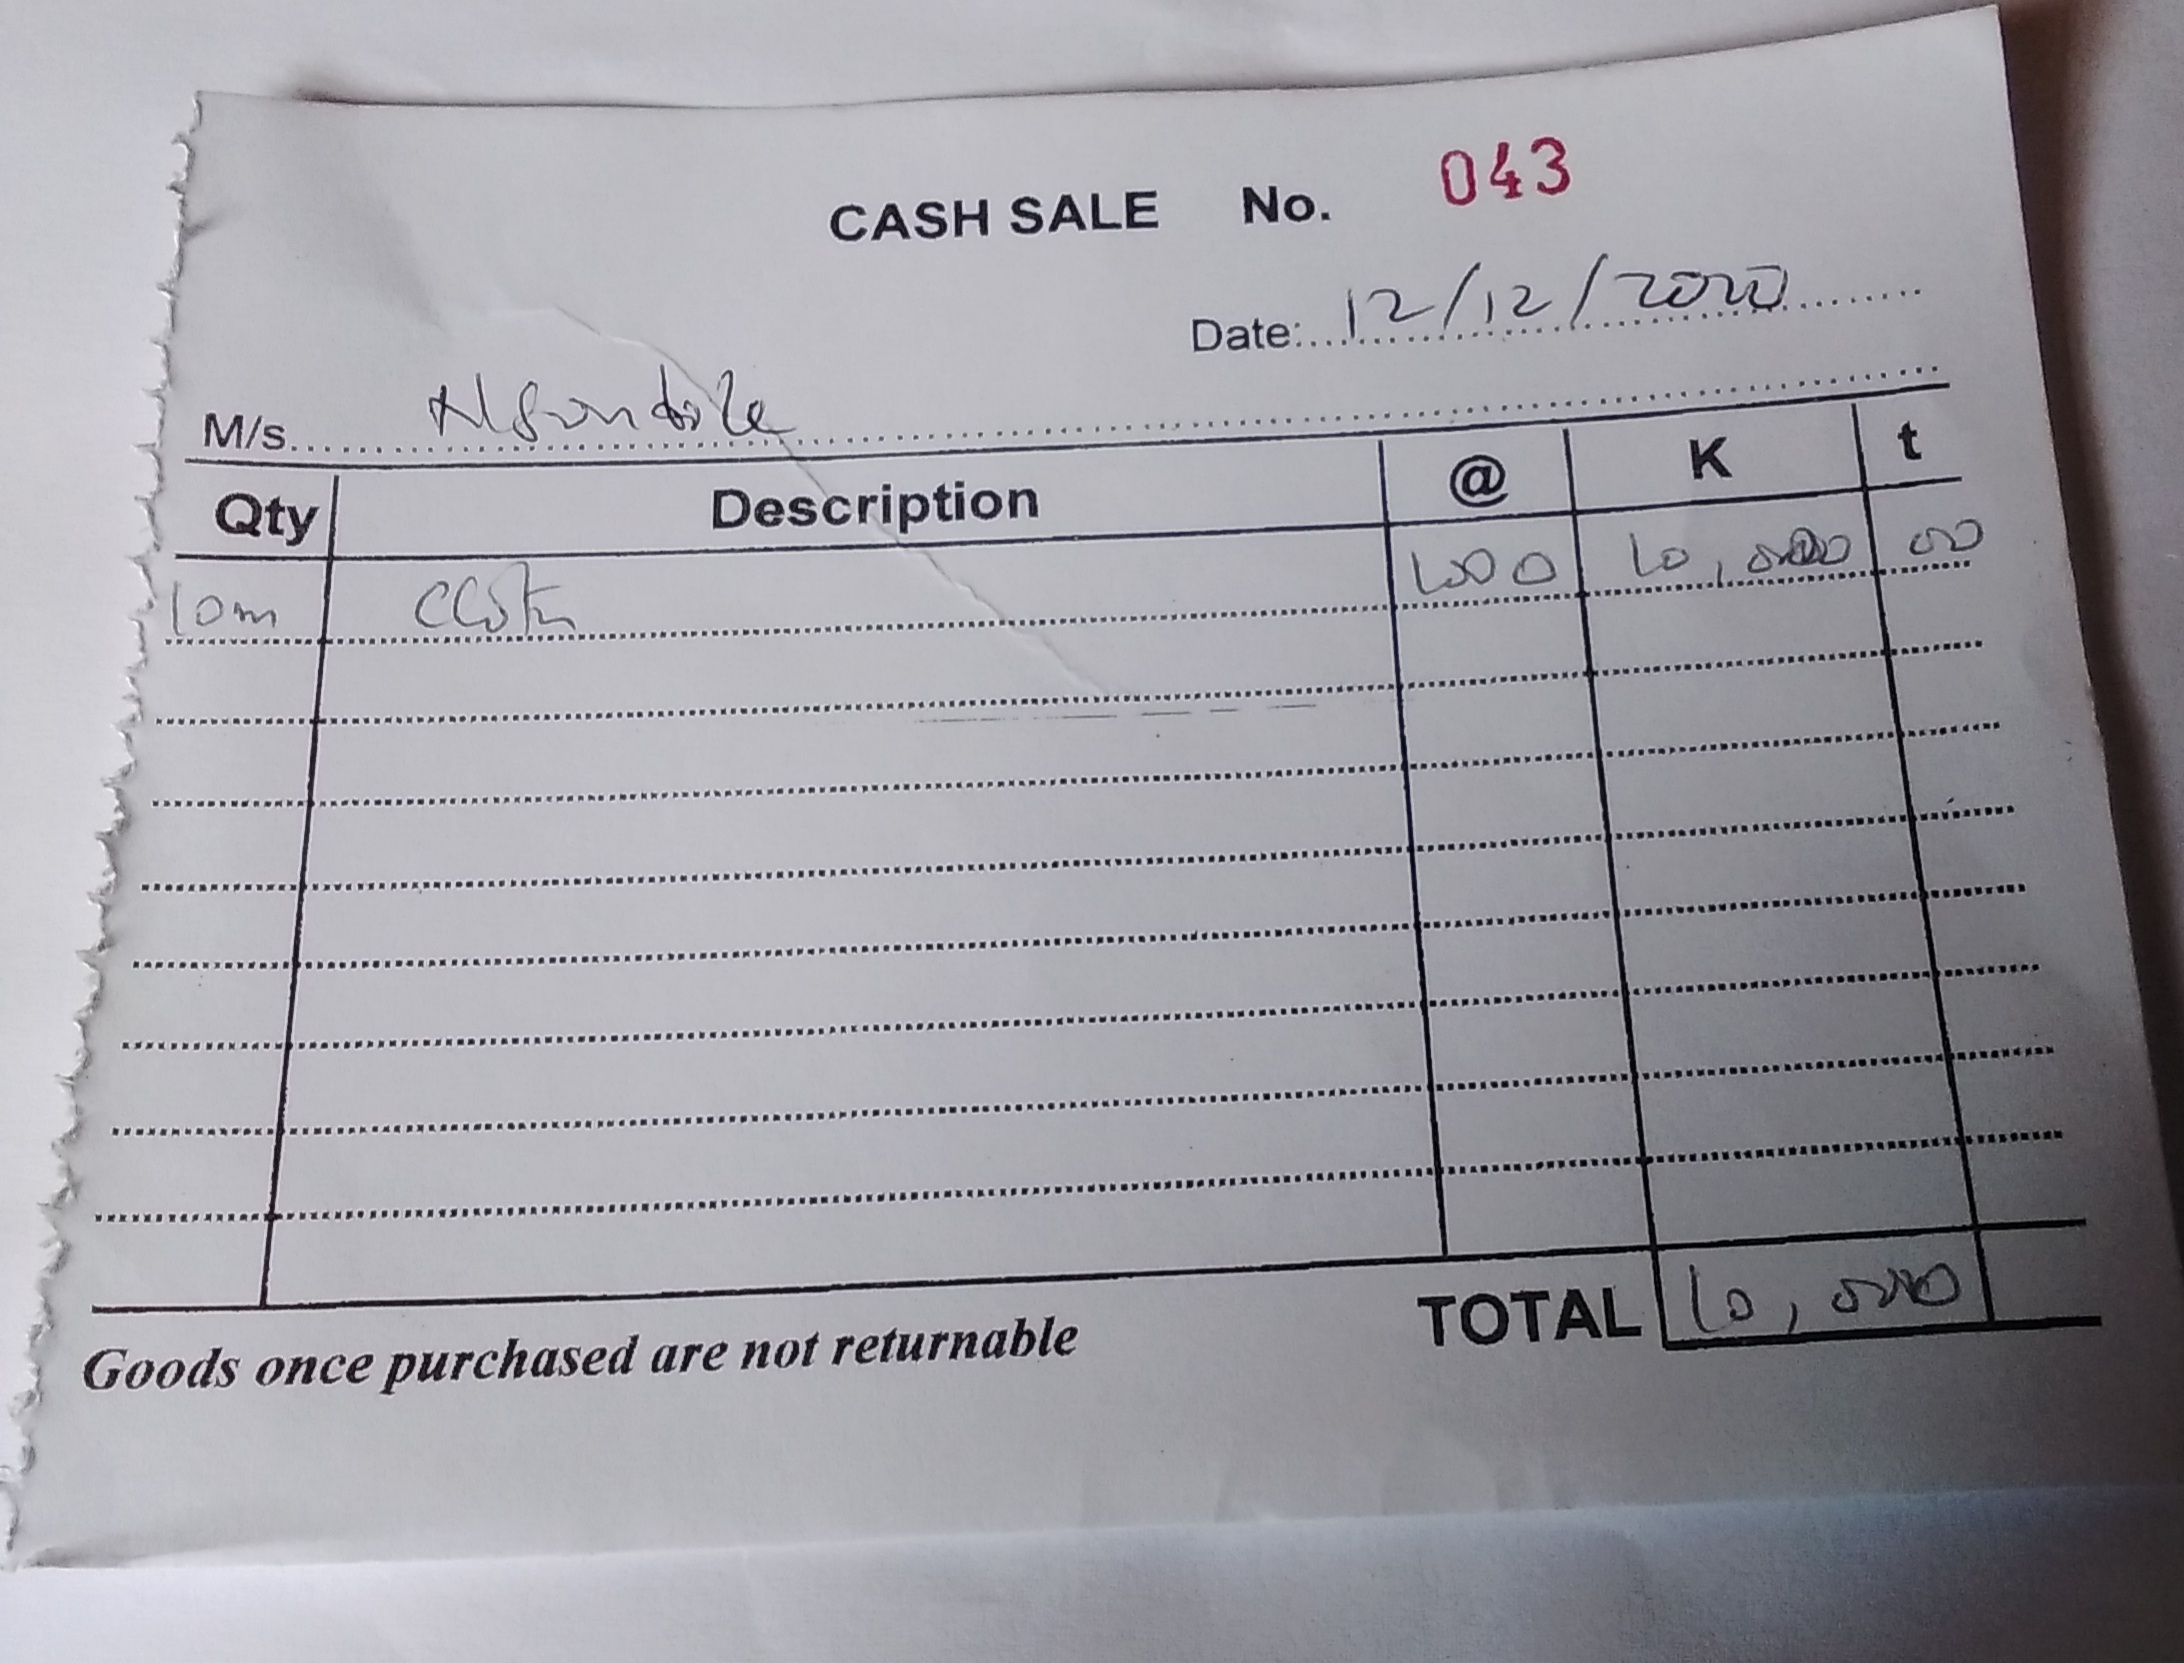 CASH SALE No. 043
Date: 12/12/2020
M/s.
Qty Description @ K t
10m Cloth 1000 10,000 00
TOTAL 10,000
Goods once purchased are not returnable